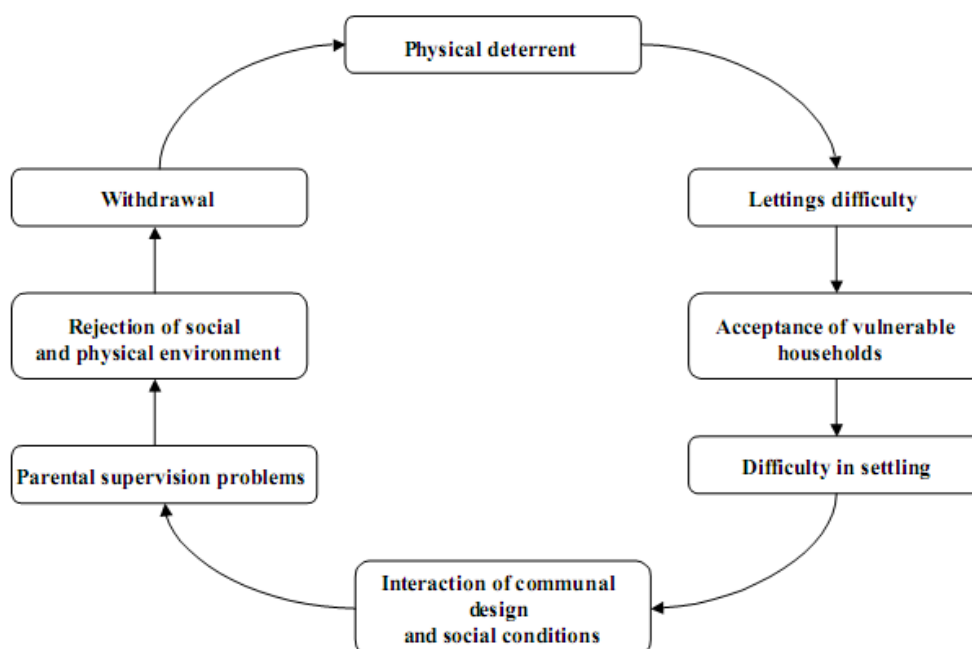 Physical deterrent
Withdrawal
Lettings difficulty
Rejection of social
and physical environment
Acceptance of vulnerable
households
Parental supervision problems
Difficulty in settling
Interaction of communal
design
and social conditions